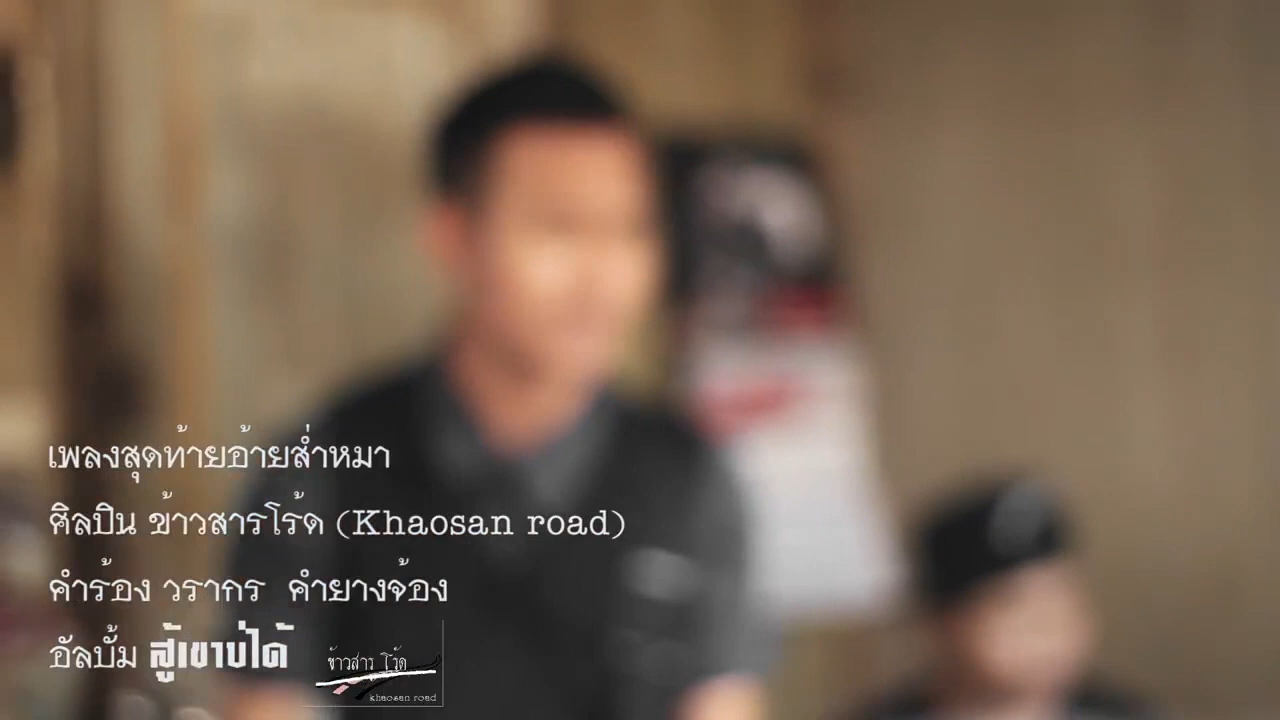 เพลงสุดท้ายอ้ายส่ำหมา
ศิลปิน ข้าวสารโร้ด (Khaosan road)
คำร้อง วรากร คำยางจ้อง
อัลบั้ม สู้เขาบ่ได้
ข้าวสาร โร้ด
khaosan road